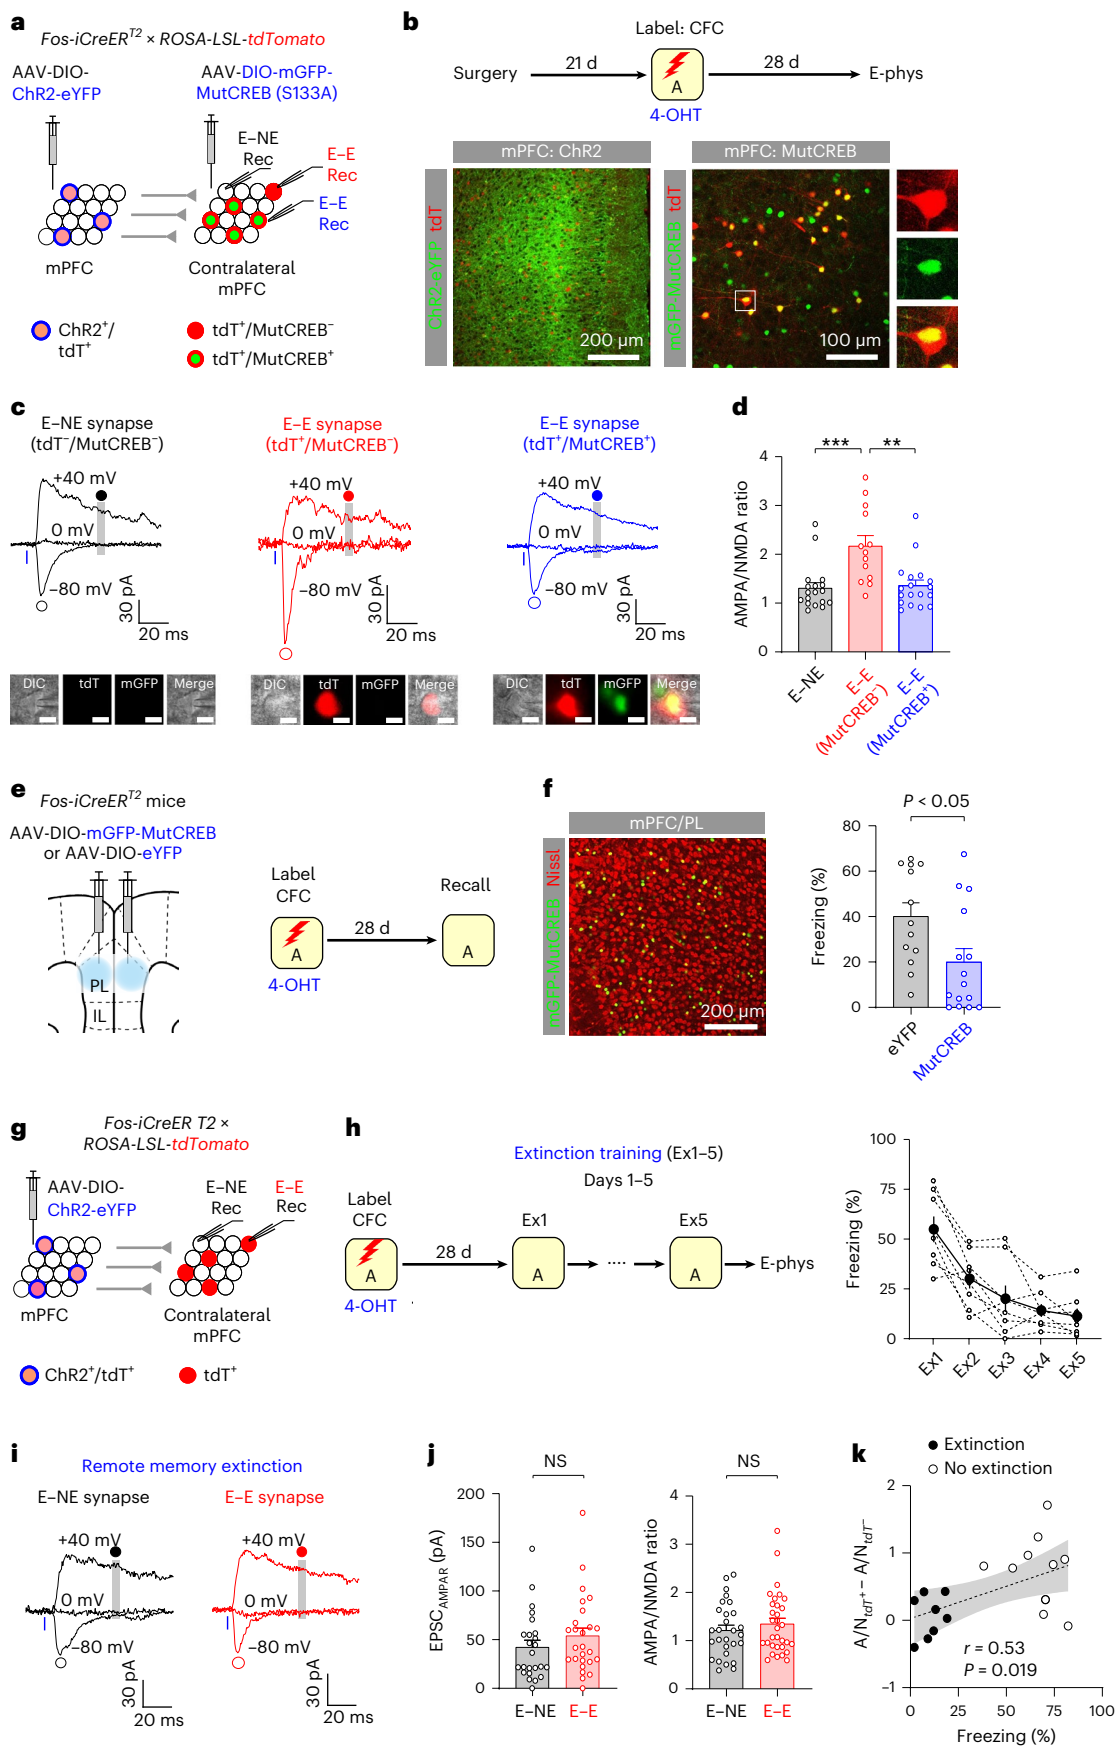 a
Fos-iCreER^T2 × ROSA-LSL-tdTomato
AAV-DIO-
ChR2-eYFP
AAV-DIO-mGFP-
MutCREB (S133A)
E–NE
Rec
E–E
Rec
E–E
Rec
mPFC
Contralateral
mPFC
ChR2⁺/
tdT⁺
tdT⁺/MutCREB⁻
tdT⁺/MutCREB⁺
b
Label: CFC
Surgery
21 d
A
28 d
E-phys
4-OHT
mPFC: ChR2
mPFC: MutCREB
ChR2-eYFP tdT
mGFP-MutCREB tdT
200 µm
100 µm
c
E–NE synapse
(tdT⁻/MutCREB⁻)
E–E synapse
(tdT⁺/MutCREB⁻)
E–E synapse
(tdT⁺/MutCREB⁺)
+40 mV
0 mV
−80 mV
30 pA
20 ms
+40 mV
0 mV
−80 mV
30 pA
20 ms
+40 mV
0 mV
−80 mV
30 pA
20 ms
DIC tdT mGFP Merge
DIC tdT mGFP Merge
DIC tdT mGFP Merge
d
***
**
AMPA/NMDA ratio
4
3
2
1
0
E–NE
E–E
(MutCREB⁻)
E–E
(MutCREB⁺)
e
Fos-iCreER^T2 mice
AAV-DIO-mGFP-MutCREB
or AAV-DIO-eYFP
PL
IL
Label
CFC
A
28 d
Recall
A
4-OHT
f
mPFC/PL
mGFP-MutCREB Nissl
200 µm
P < 0.05
Freezing (%)
80
60
40
20
0
eYFP
MutCREB
g
Fos-iCreER T2 ×
ROSA-LSL-tdTomato
AAV-DIO-
ChR2-eYFP
E–NE
Rec
E–E
Rec
mPFC
Contralateral
mPFC
ChR2⁺/tdT⁺
tdT⁺
h
Extinction training (Ex1–5)
Days 1–5
Label
CFC
A
28 d
Ex1
A
....
Ex5
A
E-phys
4-OHT
Freezing (%)
100
75
50
25
0
Ex1
Ex2
Ex3
Ex4
Ex5
i
Remote memory extinction
E–NE synapse
E–E synapse
+40 mV
0 mV
−80 mV
30 pA
20 ms
+40 mV
0 mV
−80 mV
30 pA
20 ms
j
NS
EPSC_AMPAR (pA)
200
150
100
50
0
E–NE
E–E
NS
AMPA/NMDA ratio
4
3
2
1
0
E–NE
E–E
k
Extinction
No extinction
A/N_tdT⁺ − A/N_tdT⁻
2
1
0
−1
r = 0.53
P = 0.019
0 25 50 75 100
Freezing (%)